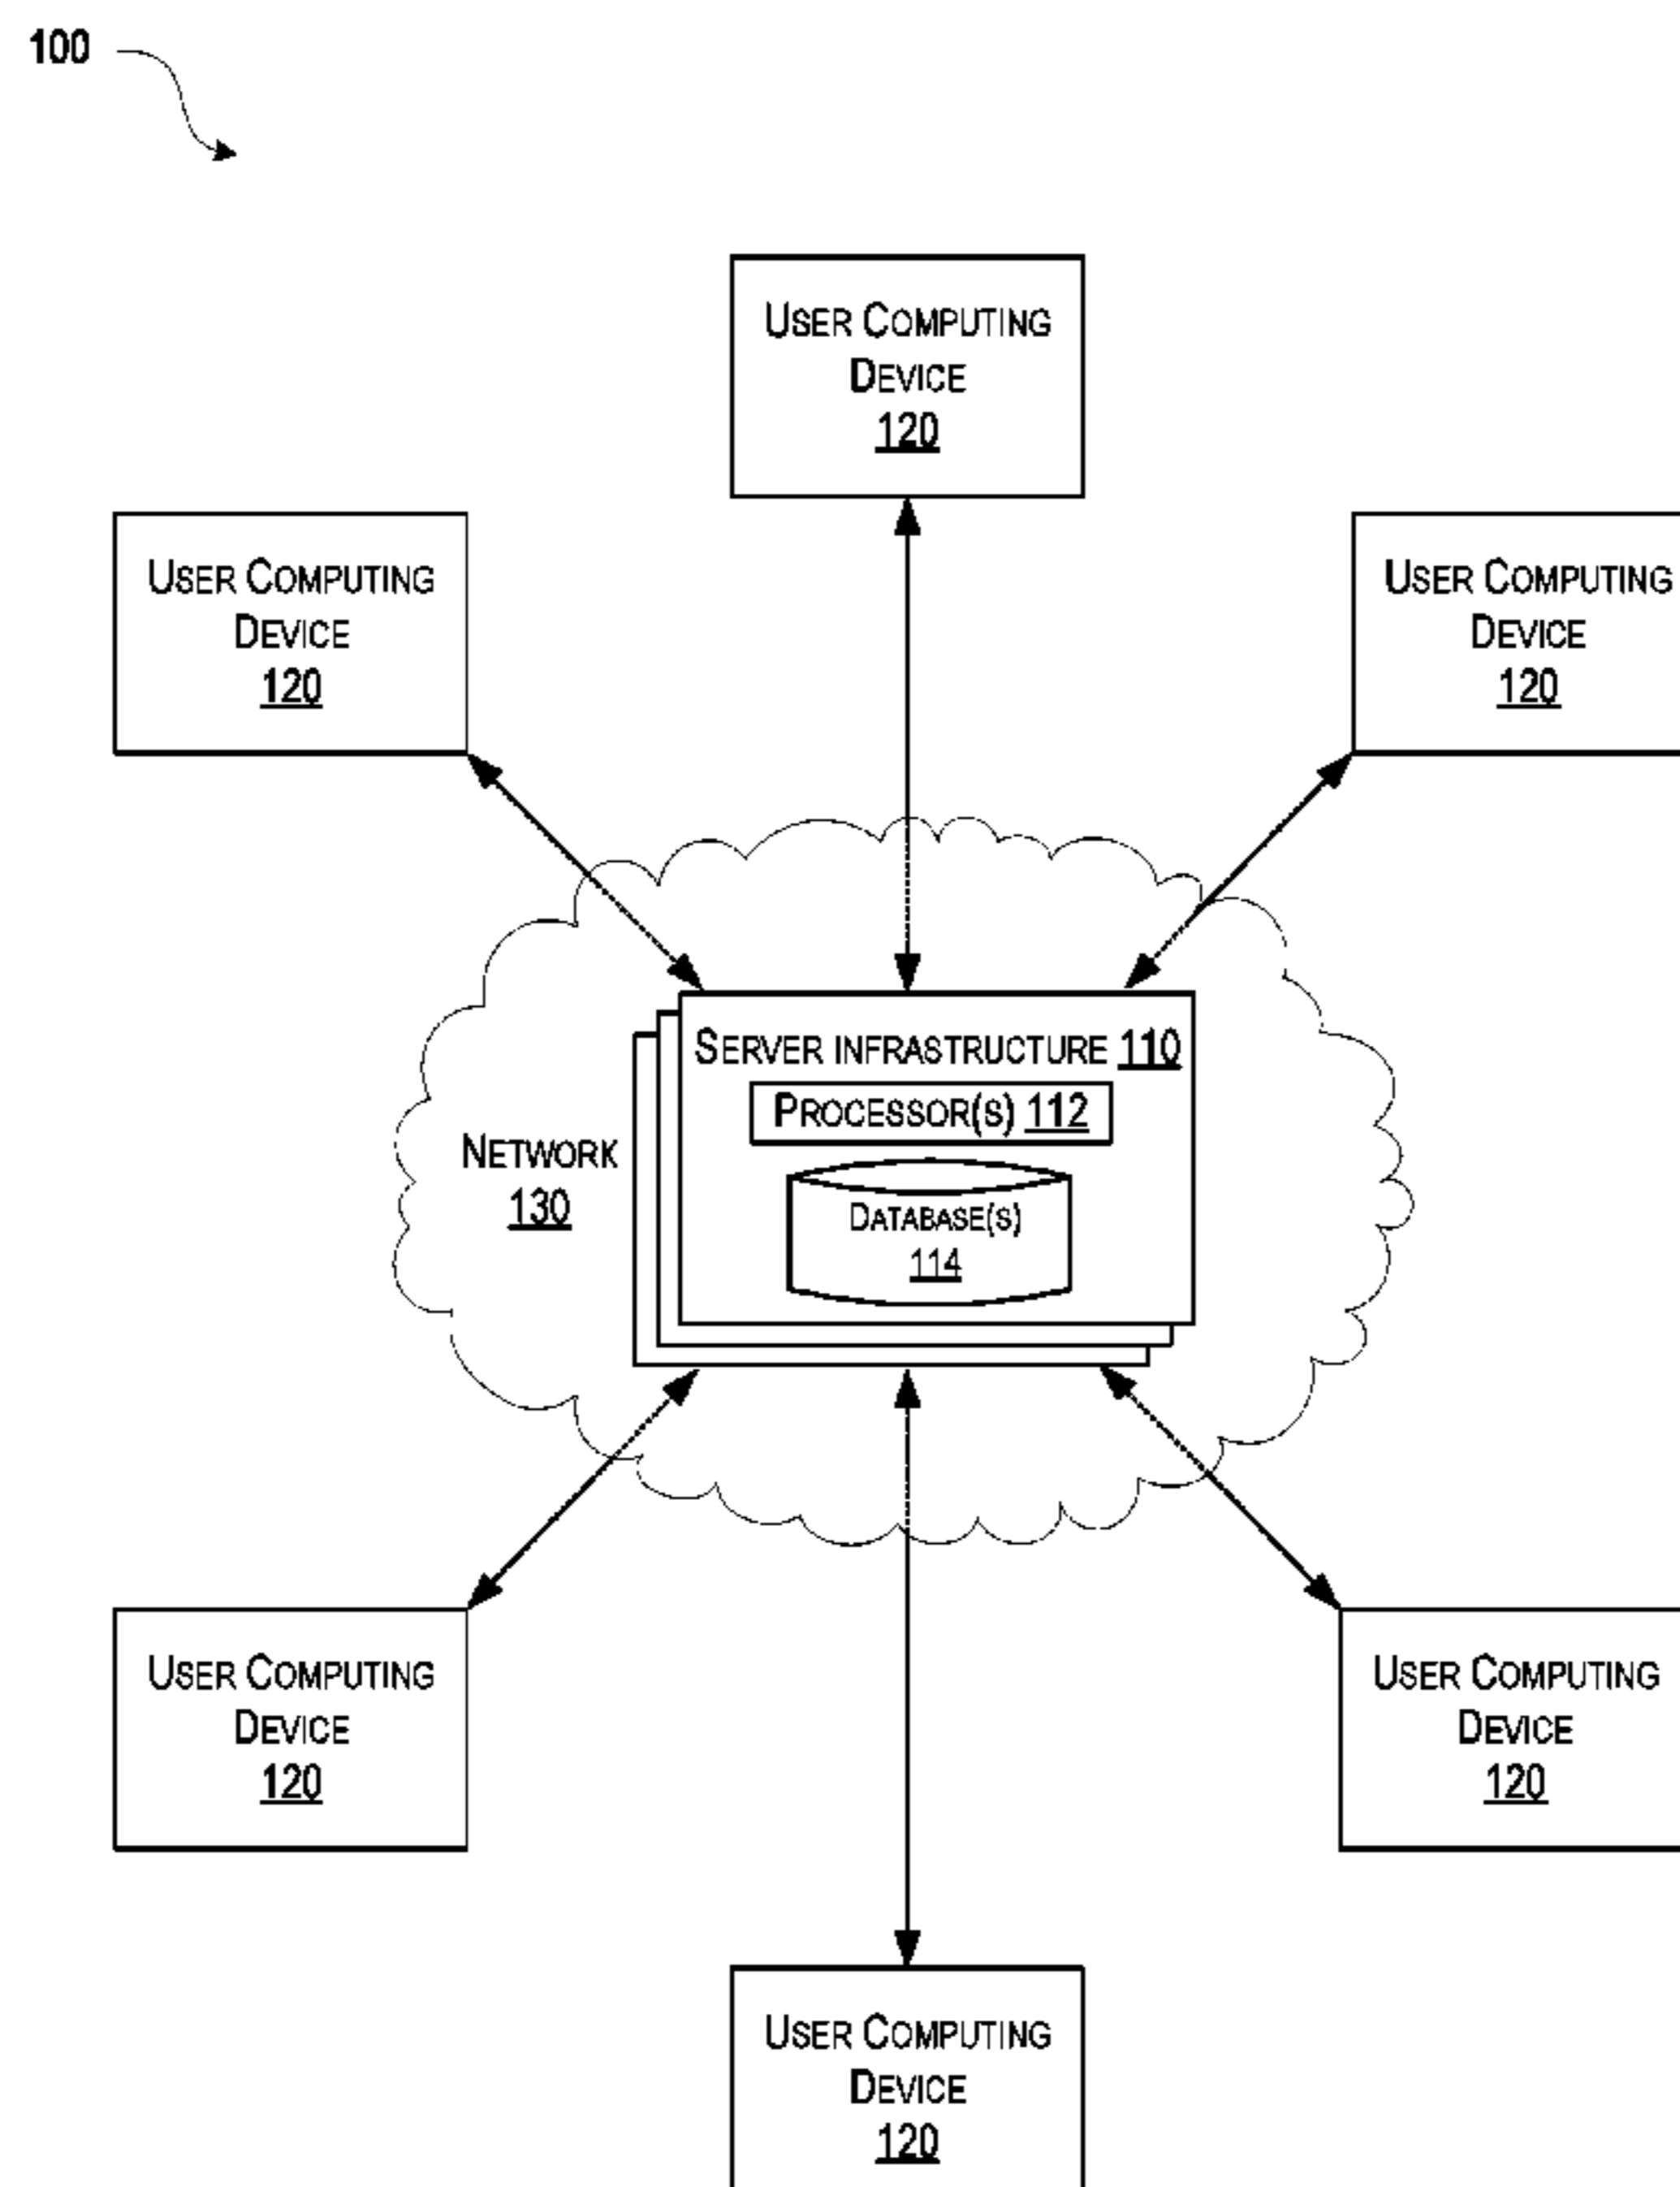 100
USER COMPUTING
DEVICE
120
USER COMPUTING
DEVICE
120
USER COMPUTING
DEVICE
120
SERVER INFRASTRUCTURE 110
PROCESSOR(S) 112
NETWORK
130
DATABASE(S)
114
USER COMPUTING
DEVICE
120
USER COMPUTING
DEVICE
120
USER COMPUTING
DEVICE
120